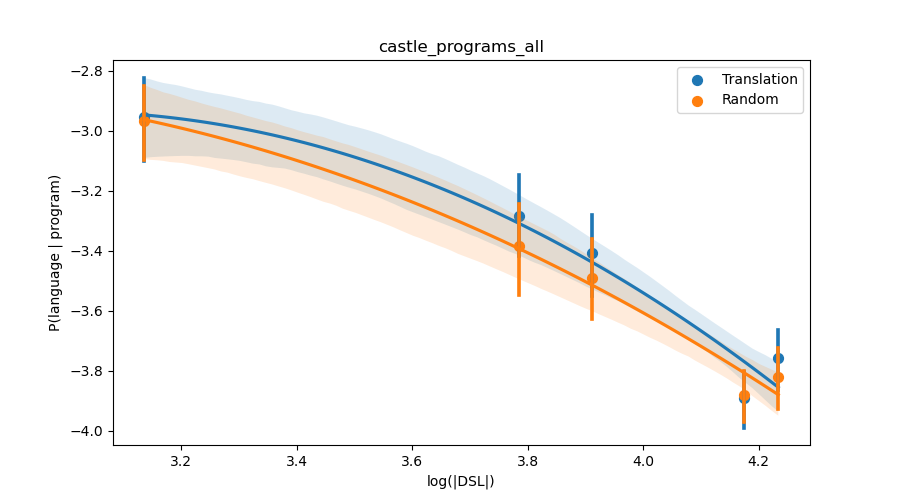 castle_programs_all
Translation
Random
P(language | program)
−2.8
−3.0
−3.2
−3.4
−3.6
−3.8
−4.0
3.2 3.4 3.6 3.8 4.0 4.2
log(|DSL|)